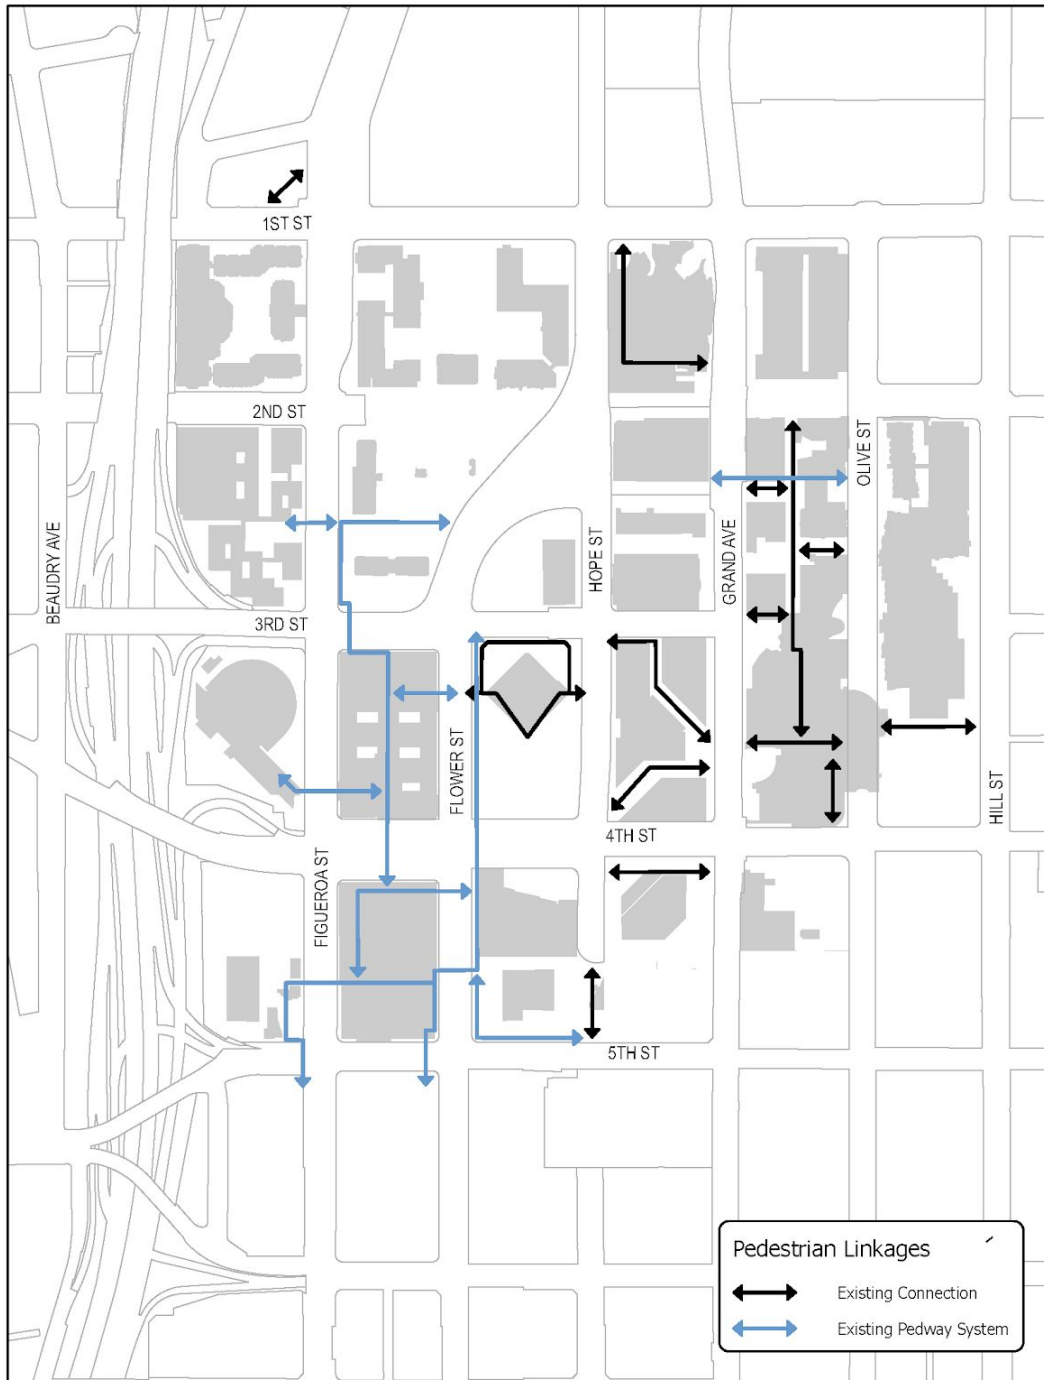 1ST ST
2ND ST
OLIVE ST
BEAUDRY AVE
HOPE ST
GRAND AVE
3RD ST
FLOWER ST
HILL ST
4TH ST
FIGUEROA ST
5TH ST
Pedestrian Linkages
Existing Connection
Existing Pedway System